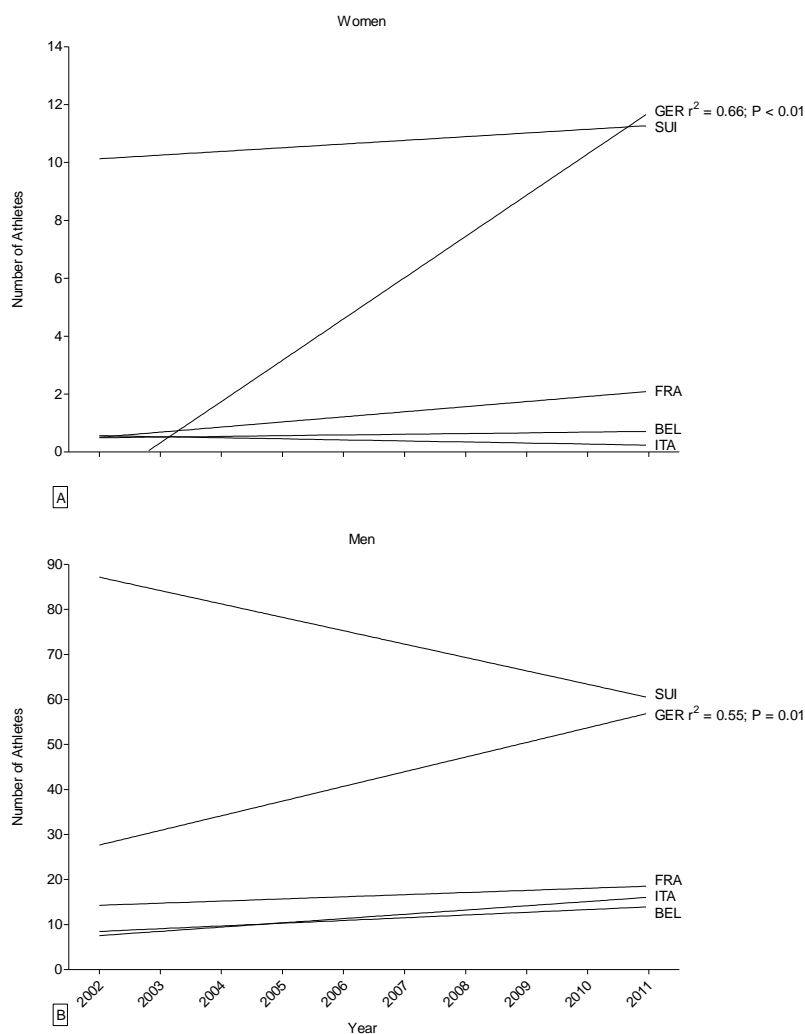 Women
14
12
10
8
6
4
2
0
Number of Athletes
GER r² = 0.66; P < 0.01
SUI
FRA
BEL
ITA
A
Men
90
80
70
60
50
40
30
20
10
0
Number of Athletes
SUI
GER r² = 0.55; P = 0.01
FRA
ITA
BEL
2002 2003 2004 2005 2006 2007 2008 2009 2010 2011
B
Year